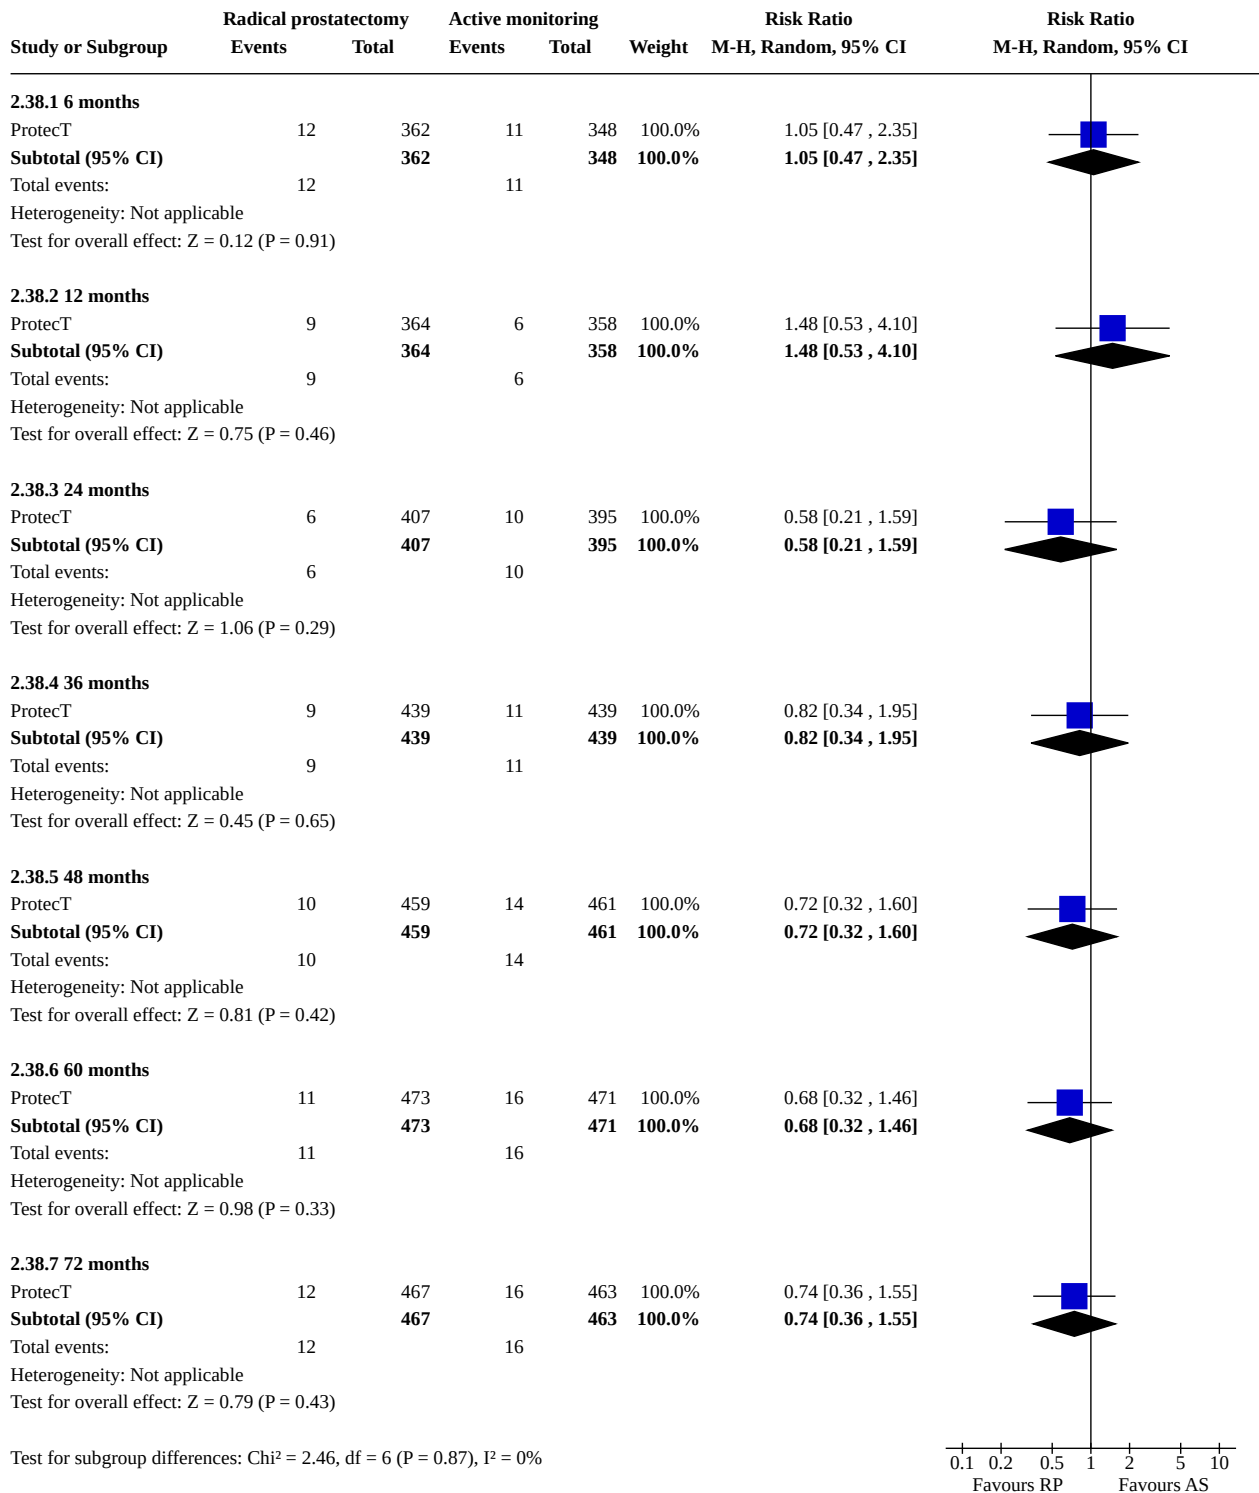 Radical prostatectomy Active monitoring Risk Ratio Risk Ratio
Study or Subgroup Events Total Events Total Weight M-H, Random, 95% CI M-H, Random, 95% CI
2.38.1 6 months
ProtecT 12 362 11 348 100.0% 1.05 [0.47 , 2.35]
Subtotal (95% CI) 362 348 100.0% 1.05 [0.47 , 2.35]
Total events: 12 11
Heterogeneity: Not applicable
Test for overall effect: Z = 0.12 (P = 0.91)
2.38.2 12 months
ProtecT 9 364 6 358 100.0% 1.48 [0.53 , 4.10]
Subtotal (95% CI) 364 358 100.0% 1.48 [0.53 , 4.10]
Total events: 9 6
Heterogeneity: Not applicable
Test for overall effect: Z = 0.75 (P = 0.46)
2.38.3 24 months
ProtecT 6 407 10 395 100.0% 0.58 [0.21 , 1.59]
Subtotal (95% CI) 407 395 100.0% 0.58 [0.21 , 1.59]
Total events: 6 10
Heterogeneity: Not applicable
Test for overall effect: Z = 1.06 (P = 0.29)
2.38.4 36 months
ProtecT 9 439 11 439 100.0% 0.82 [0.34 , 1.95]
Subtotal (95% CI) 439 439 100.0% 0.82 [0.34 , 1.95]
Total events: 9 11
Heterogeneity: Not applicable
Test for overall effect: Z = 0.45 (P = 0.65)
2.38.5 48 months
ProtecT 10 459 14 461 100.0% 0.72 [0.32 , 1.60]
Subtotal (95% CI) 459 461 100.0% 0.72 [0.32 , 1.60]
Total events: 10 14
Heterogeneity: Not applicable
Test for overall effect: Z = 0.81 (P = 0.42)
2.38.6 60 months
ProtecT 11 473 16 471 100.0% 0.68 [0.32 , 1.46]
Subtotal (95% CI) 473 471 100.0% 0.68 [0.32 , 1.46]
Total events: 11 16
Heterogeneity: Not applicable
Test for overall effect: Z = 0.98 (P = 0.33)
2.38.7 72 months
ProtecT 12 467 16 463 100.0% 0.74 [0.36 , 1.55]
Subtotal (95% CI) 467 463 100.0% 0.74 [0.36 , 1.55]
Total events: 12 16
Heterogeneity: Not applicable
Test for overall effect: Z = 0.79 (P = 0.43)
Test for subgroup differences: Chi² = 2.46, df = 6 (P = 0.87), I² = 0%
0.1 0.2 0.5 1 2 5 10
Favours RP Favours AS